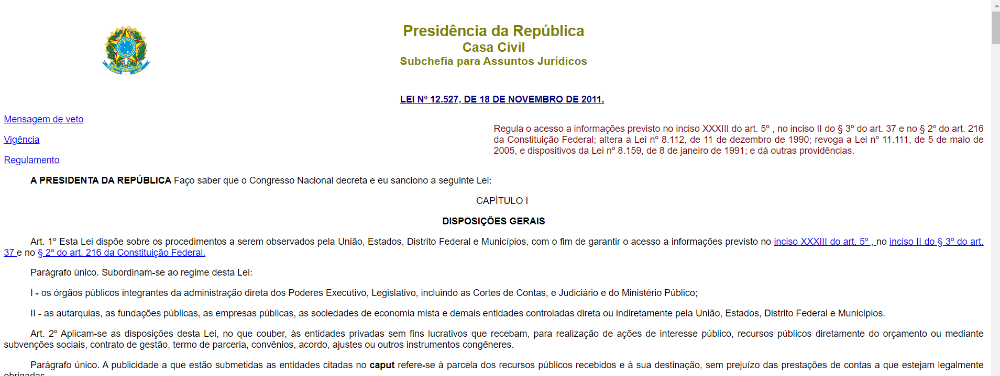 Presidência da República
Casa Civil
Subchefia para Assuntos Jurídicos
LEI Nº 12.527, DE 18 DE NOVEMBRO DE 2011.
Mensagem de veto
Vigência
Regulamento
Regula o acesso a informações previsto no inciso XXXIII do art. 5º , no inciso II do § 3º do art. 37 e no § 2º do art. 216
da Constituição Federal; altera a Lei nº 8.112, de 11 de dezembro de 1990; revoga a Lei nº 11.111, de 5 de maio de
2005, e dispositivos da Lei nº 8.159, de 8 de janeiro de 1991; e dá outras providências.
A PRESIDENTA DA REPÚBLICA Faço saber que o Congresso Nacional decreta e eu sanciono a seguinte Lei:
CAPÍTULO I
DISPOSIÇÕES GERAIS
Art. 1º Esta Lei dispõe sobre os procedimentos a serem observados pela União, Estados, Distrito Federal e Municípios, com o fim de garantir o acesso a informações previsto no inciso XXXIII do art. 5º , no inciso II do § 3º do art.
37 e no § 2º do art. 216 da Constituição Federal.
Parágrafo único. Subordinam-se ao regime desta Lei:
I - os órgãos públicos integrantes da administração direta dos Poderes Executivo, Legislativo, incluindo as Cortes de Contas, e Judiciário e do Ministério Público;
II - as autarquias, as fundações públicas, as empresas públicas, as sociedades de economia mista e demais entidades controladas direta ou indiretamente pela União, Estados, Distrito Federal e Municípios.
Art. 2º Aplicam-se as disposições desta Lei, no que couber, às entidades privadas sem fins lucrativos que recebam, para realização de ações de interesse público, recursos públicos diretamente do orçamento ou mediante
subvenções sociais, contrato de gestão, termo de parceria, convênios, acordo, ajustes ou outros instrumentos congêneres.
Parágrafo único. A publicidade a que estão submetidas as entidades citadas no caput refere-se à parcela dos recursos públicos recebidos e à sua destinação, sem prejuízo das prestações de contas a que estejam legalmente
obrigadas.